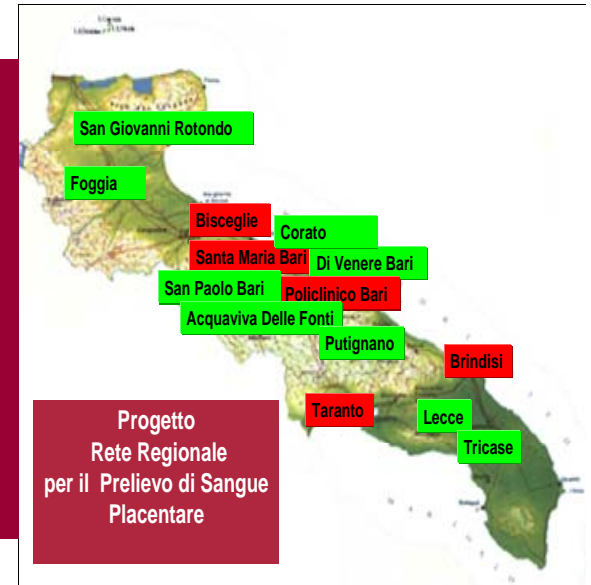 San Giovanni Rotondo
Foggia
Bisceglie
Corato
Santa Maria Bari
Di Venere Bari
San Paolo Bari
Policlinico Bari
Acquaviva Delle Fonti
Putignano
Brindisi
Taranto
Lecce
Tricase
Progetto
Rete Regionale
per il Prelievo di Sangue
Placentare